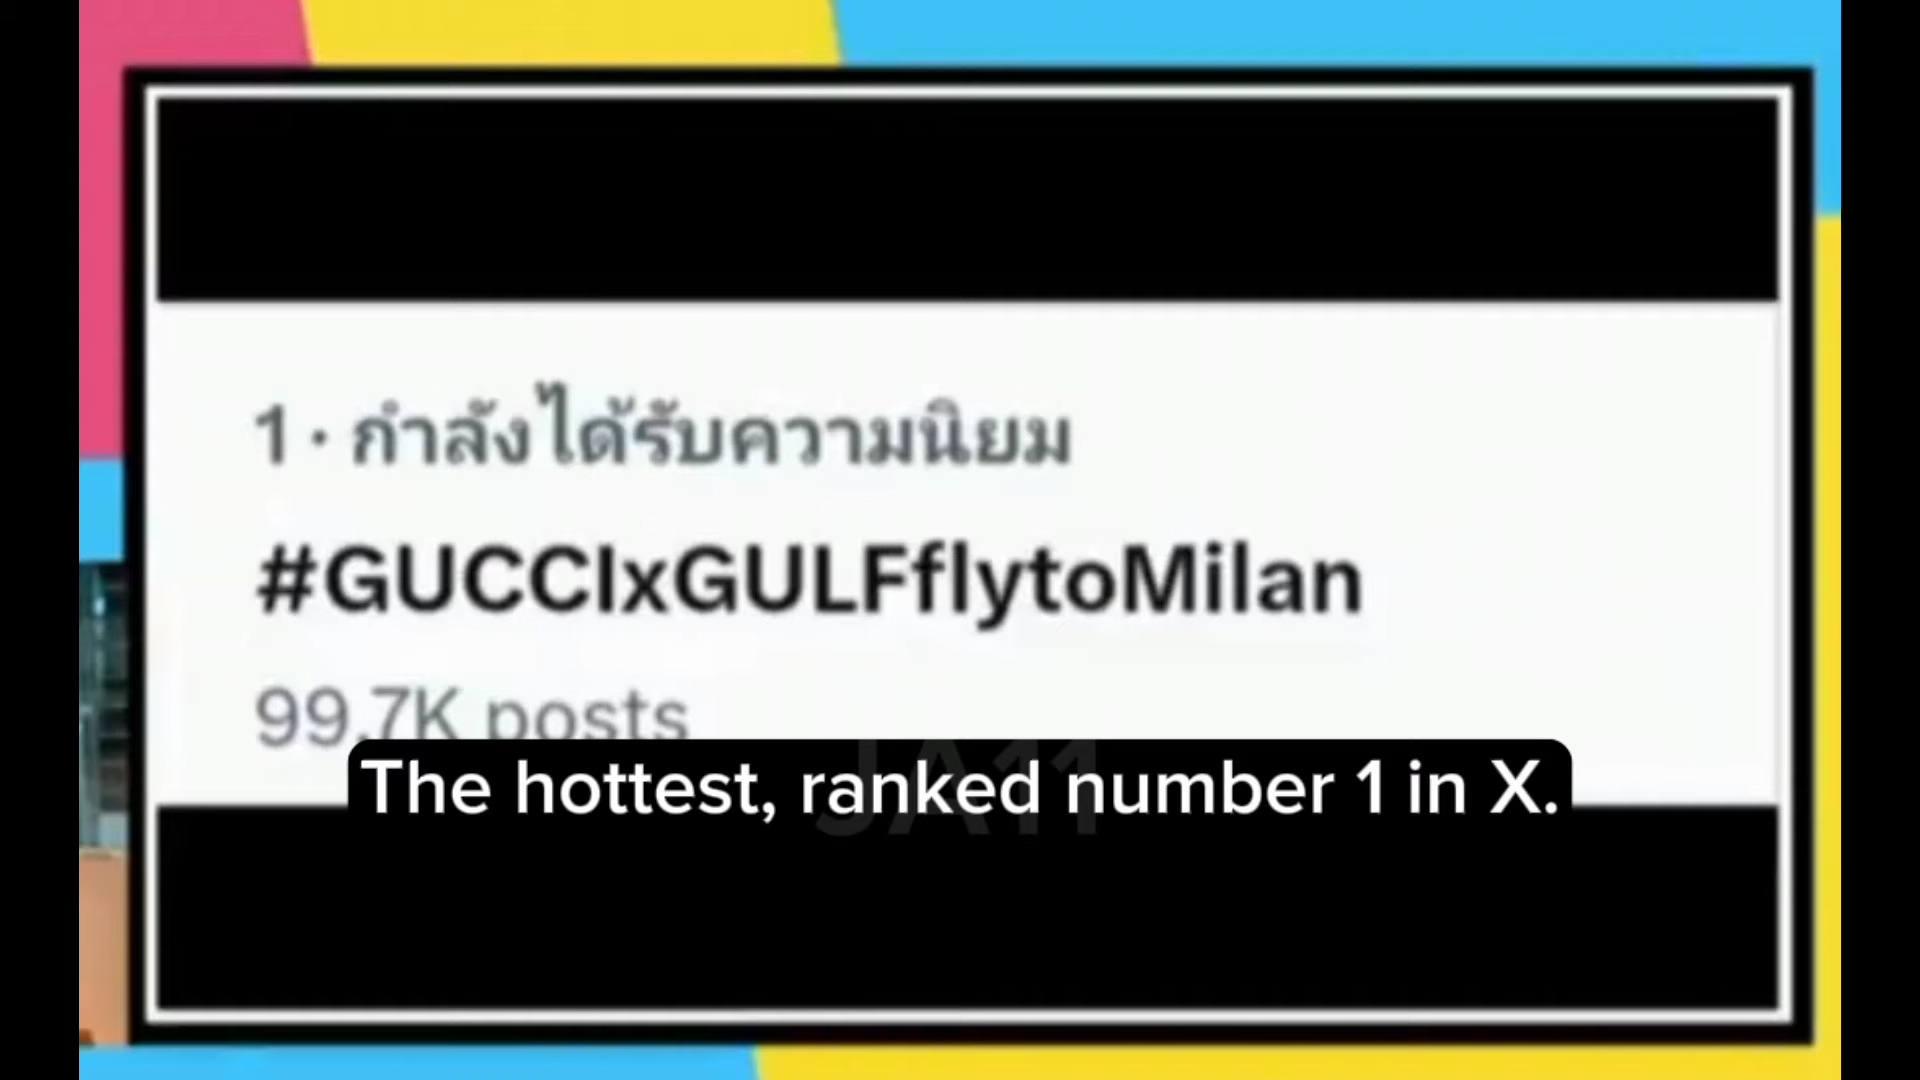 1 · กำลังได้รับความนิยม
#GUCCIxGULFflytoMilan
99.7K posts
The hottest, ranked number 1 in X.
JA11